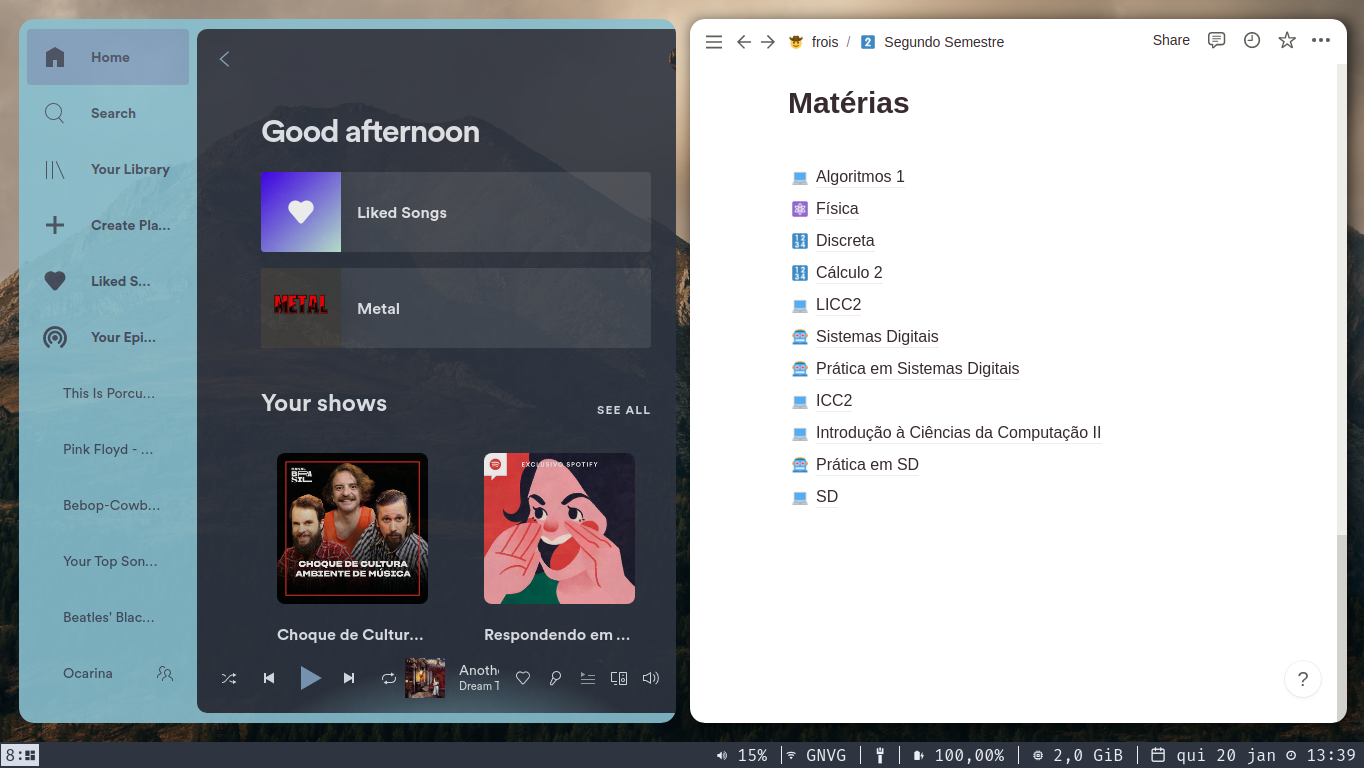 Home
Search
Your Library
Create Pla...
Liked S...
Your Epi...
This Is Porcu...
Pink Floyd - ...
Bebop-Cowb...
Your Top Son...
Beatles' Blac...
Ocarina
Good afternoon
Liked Songs
METAL
Metal
Your shows
SEE ALL
CHOQUE DE CULTURA
AMBIENTE DE MÚSICA
EXCLUSIVO SPOTIFY
Choque de Cultur...
Respondendo em ...
Anothe
Dream T
frois / 2 Segundo Semestre
Share
Matérias
Algoritmos 1
Física
Discreta
Cálculo 2
LICC2
Sistemas Digitais
Prática em Sistemas Digitais
ICC2
Introdução à Ciências da Computação II
Prática em SD
SD
?
8:
15% | GNVG | | 100,00% | 2,0 GiB | qui 20 jan 13:39